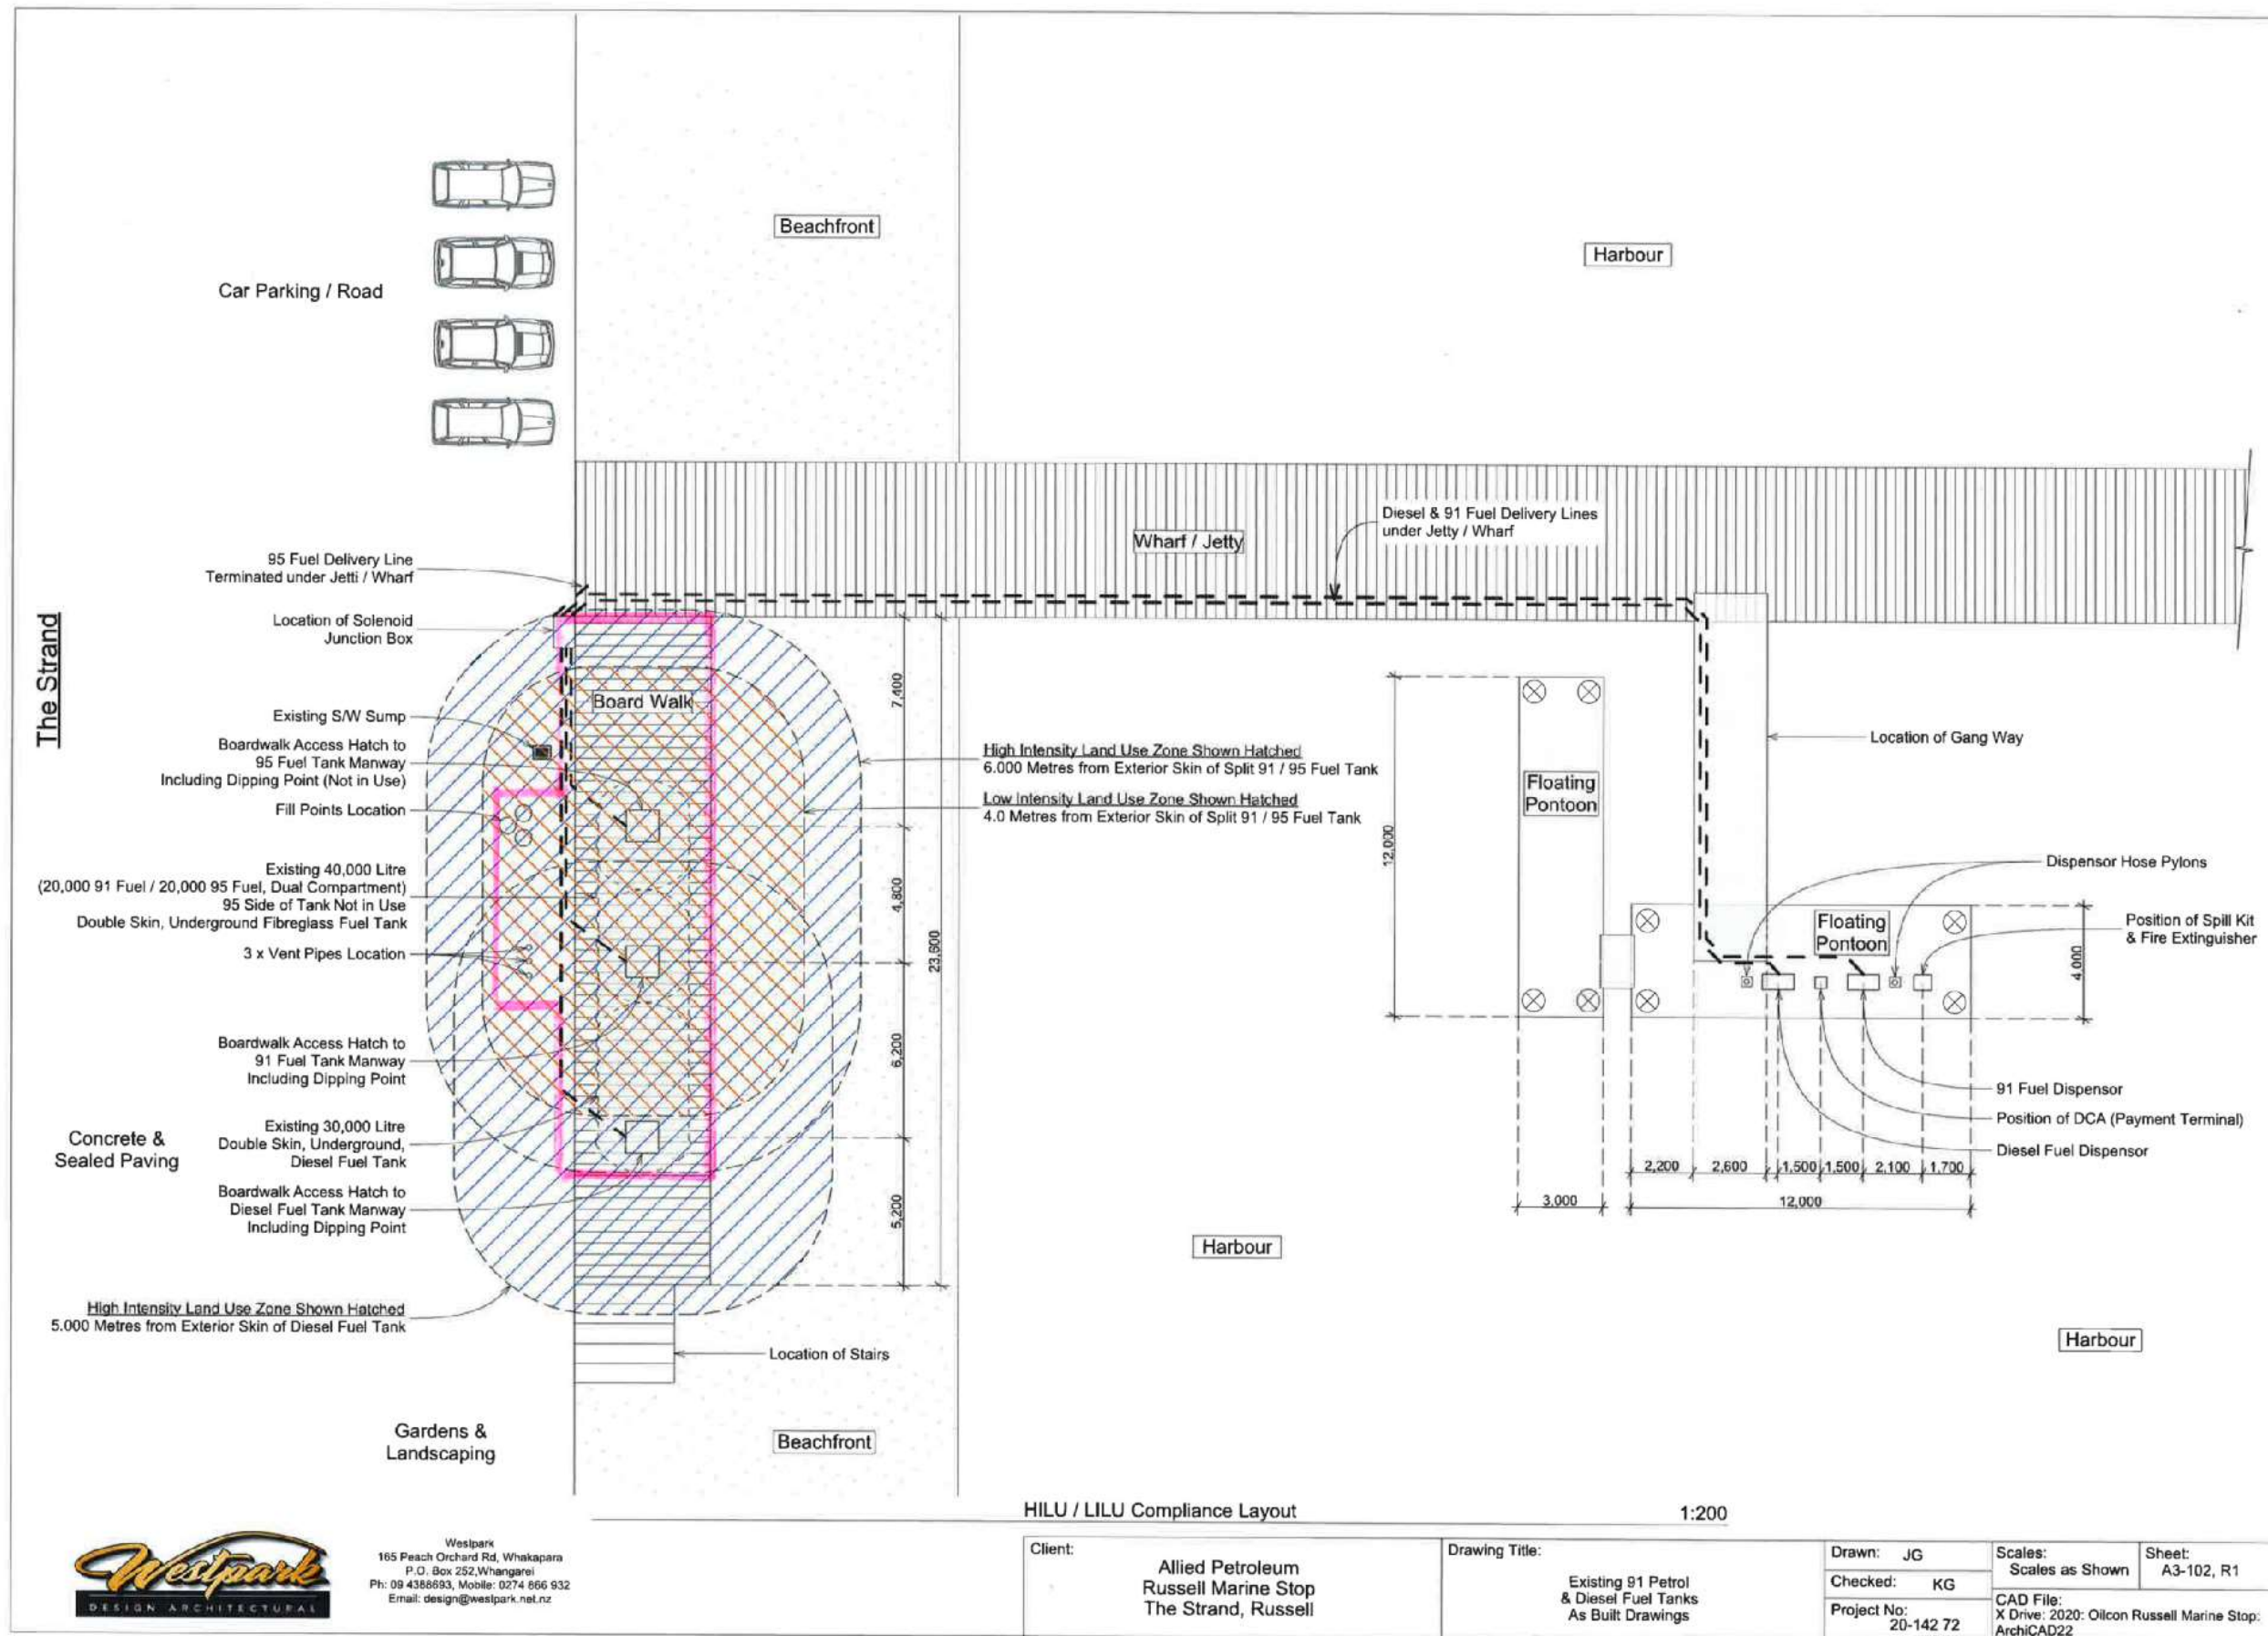 Beachfront
Harbour
Car Parking / Road
Diesel & 91 Fuel Delivery Lines
under Jetty / Wharf
Wharf / Jetty
95 Fuel Delivery Line
Terminated under Jetti / Wharf
Location of Solenoid
Junction Box
The Strand
Board Walk
7,400
Existing S/W Sump
Boardwalk Access Hatch to
95 Fuel Tank Manway
Including Dipping Point (Not in Use)
Fill Points Location
High Intensity Land Use Zone Shown Hatched
6.000 Metres from Exterior Skin of Split 91 / 95 Fuel Tank
Low Intensity Land Use Zone Shown Hatched
4.0 Metres from Exterior Skin of Split 91 / 95 Fuel Tank
Location of Gang Way
Floating
Pontoon
12,000
Existing 40,000 Litre
(20,000 91 Fuel / 20,000 95 Fuel, Dual Compartment)
95 Side of Tank Not in Use
Double Skin, Underground Fibreglass Fuel Tank
3 x Vent Pipes Location
4,800
23,600
Dispensor Hose Pylons
Floating
Pontoon
Position of Spill Kit
& Fire Extinguisher
4,000
Boardwalk Access Hatch to
91 Fuel Tank Manway
Including Dipping Point
6,200
91 Fuel Dispensor
Position of DCA (Payment Terminal)
Diesel Fuel Dispensor
Concrete &
Sealed Paving
Existing 30,000 Litre
Double Skin, Underground,
Diesel Fuel Tank
Boardwalk Access Hatch to
Diesel Fuel Tank Manway
Including Dipping Point
5,200
2,200 2,600 1,500 1,500 2,100 1,700
3,000 12,000
Harbour
High Intensity Land Use Zone Shown Hatched
5.000 Metres from Exterior Skin of Diesel Fuel Tank
Location of Stairs
Harbour
Gardens &
Landscaping
Beachfront
HILU / LILU Compliance Layout 1:200
Westpark
DESIGN ARCHITECTURAL
Westpark
165 Peach Orchard Rd, Whakapara
P.O. Box 252,Whangarei
Ph: 09 4388693, Mobile: 0274 866 932
Email: design@westpark.net.nz
Client:
Allied Petroleum
Russell Marine Stop
The Strand, Russell
Drawing Title:
Existing 91 Petrol
& Diesel Fuel Tanks
As Built Drawings
Drawn: JG
Checked: KG
Project No:
20-142 72
Scales:
Scales as Shown
Sheet:
A3-102, R1
CAD File:
X Drive: 2020: Oilcon Russell Marine Stop:
ArchiCAD22